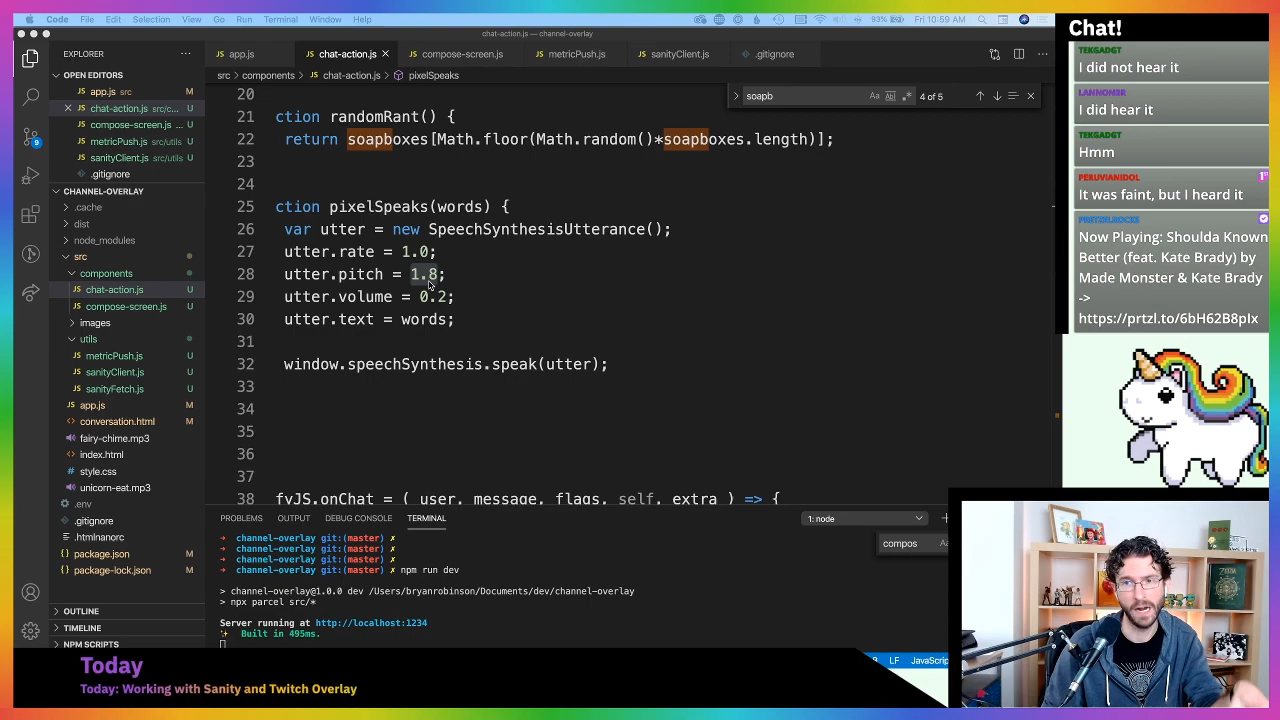 Code File Edit Selection View Go Run Terminal Window Help 93% Fri 10:59 AM
chat-action.js — channel-overlay
EXPLORER
app.js
chat-action.js
compose-screen.js
metricPush.js
sanityClient.js
.gitignore
src > components > chat-action.js > pixelSpeaks
OPEN EDITORS
app.js src M
chat-action.js src/c... U
compose-screen.js ... U
metricPush.js src/utils U
sanityClient.js src/utils U
.gitignore
9
CHANNEL-OVERLAY
.cache
dist
node_modules
src
components
chat-action.js U
compose-screen.js U
images
utils
metricPush.js U
sanityClient.js U
sanityFetch.js U
app.js M
conversation.html M
fairy-chime.mp3
index.html
style.css
unicorn-eat.mp3
.env
.gitignore
.htmlnanorc
package.json M
package-lock.json M
OUTLINE
TIMELINE
NPM SCRIPTS
soapb Aa 4 of 5
20
21 ction randomRant() {
22 return soapboxes[Math.floor(Math.random()*soapboxes.length)];
23
24
25 ction pixelSpeaks(words) {
26 var utter = new SpeechSynthesisUtterance();
27 utter.rate = 1.0;
28 utter.pitch = 1.8;
29 utter.volume = 0.2;
30 utter.text = words;
31
32 window.speechSynthesis.speak(utter);
33
34
35
36
37
38 fyJS.onChat = ( user, message, flags, self, extra ) => {
PROBLEMS OUTPUT DEBUG CONSOLE TERMINAL 1: node
compos Aa
→ channel-overlay git:(master) ✗
→ channel-overlay git:(master) ✗
→ channel-overlay git:(master) ✗
→ channel-overlay git:(master) ✗ npm run dev
> channel-overlay@1.0.0 dev /Users/bryanrobinson/Documents/dev/channel-overlay
> npx parcel src/*
Server running at http://localhost:1234
✨ Built in 495ms.
LF JavaScrip
Chat!
TEKGADGT
I did not hear it
LANNONBR
I did hear it
TEKGADGT
Hmm
PERUVIANIDOL
It was faint, but I heard it
PRETZELROCKS
Now Playing: Shoulda Known
Better (feat. Kate Brady) by
Made Monster & Kate Brady
->
https://prtzl.to/6bH62B8pIx
Today
Today: Working with Sanity and Twitch Overlay